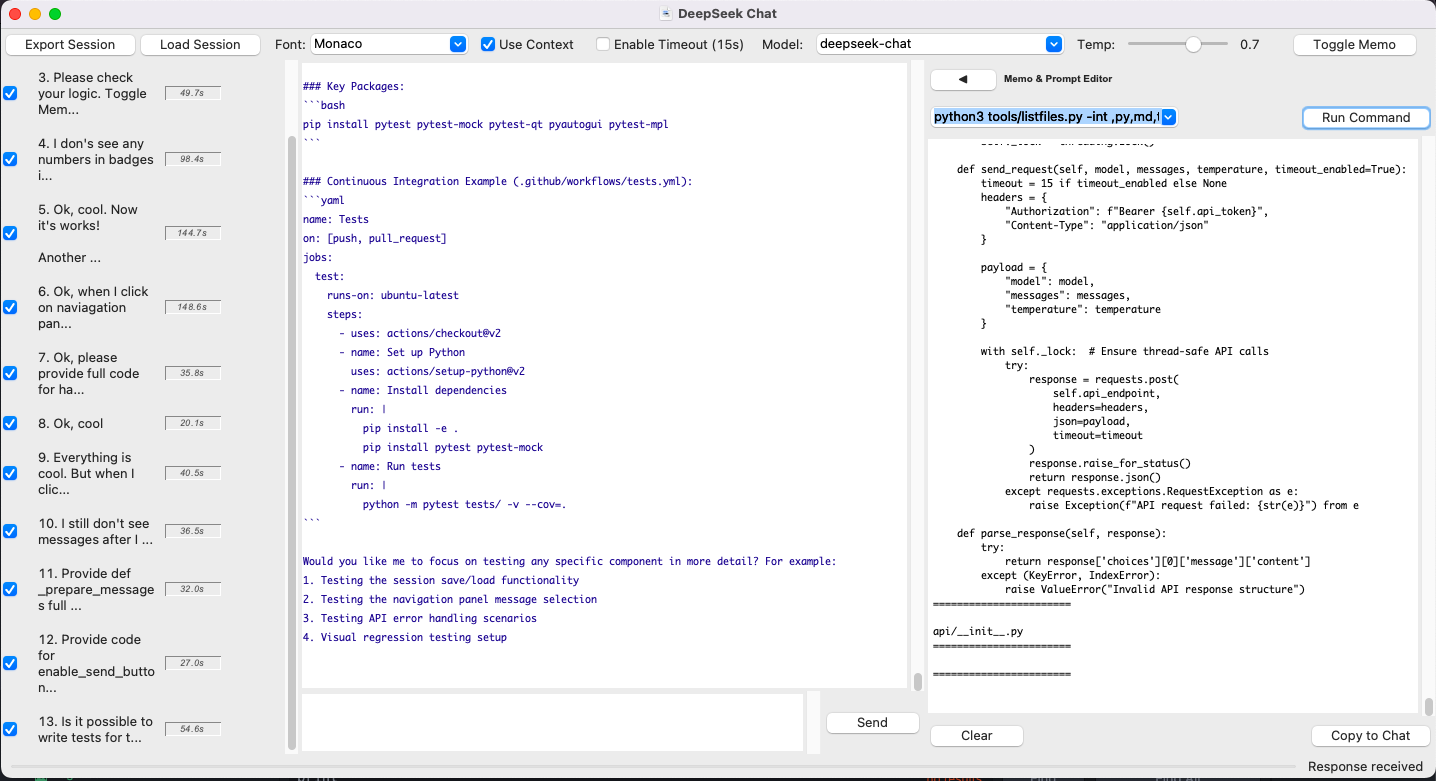 DeepSeek Chat
Export Session
Load Session
Font:
Monaco
Use Context
Enable Timeout (15s)
Model:
deepseek-chat
Temp:
0.7
Toggle Memo
3. Please check
your logic. Toggle
Mem...
49.7s
4. I don's see any
numbers in badges
i...
98.4s
5. Ok, cool. Now
it's works!
Another ...
144.7s
6. Ok, when I click
on naviagation
pan...
148.6s
7. Ok, please
provide full code
for ha...
35.8s
8. Ok, cool
20.1s
9. Everything is
cool. But when I
clic...
40.5s
10. I still don't see
messages after I ...
36.5s
11. Provide def
_prepare_message
s full ...
32.0s
12. Provide code
for
enable_send_butto
n...
27.0s
13. Is it possible to
write tests for t...
54.6s
### Key Packages:
```bash
pip install pytest pytest-mock pytest-qt pyautogui pytest-mpl
```
### Continuous Integration Example (.github/workflows/tests.yml):
```yaml
name: Tests
on: [push, pull_request]
jobs:
  test:
    runs-on: ubuntu-latest
    steps:
      - uses: actions/checkout@v2
      - name: Set up Python
        uses: actions/setup-python@v2
      - name: Install dependencies
        run: |
          pip install -e .
          pip install pytest pytest-mock
      - name: Run tests
        run: |
          python -m pytest tests/ -v --cov=.
```
Would you like me to focus on testing any specific component in more detail? For example:
1. Testing the session save/load functionality
2. Testing the navigation panel message selection
3. Testing API error handling scenarios
4. Visual regression testing setup
Send
◀
Memo & Prompt Editor
python3 tools/listfiles.py -int ,py,md,
Run Command
    def send_request(self, model, messages, temperature, timeout_enabled=True):
        timeout = 15 if timeout_enabled else None
        headers = {
            "Authorization": f"Bearer {self.api_token}",
            "Content-Type": "application/json"
        }
        payload = {
            "model": model,
            "messages": messages,
            "temperature": temperature
        }
        with self._lock:  # Ensure thread-safe API calls
            try:
                response = requests.post(
                    self.api_endpoint,
                    headers=headers,
                    json=payload,
                    timeout=timeout
                )
                response.raise_for_status()
                return response.json()
            except requests.exceptions.RequestException as e:
                raise Exception(f"API request failed: {str(e)}") from e
    def parse_response(self, response):
        try:
            return response['choices'][0]['message']['content']
        except (KeyError, IndexError):
            raise ValueError("Invalid API response structure")
=======================
api/__init__.py
=======================
=======================
Clear
Copy to Chat
Response received